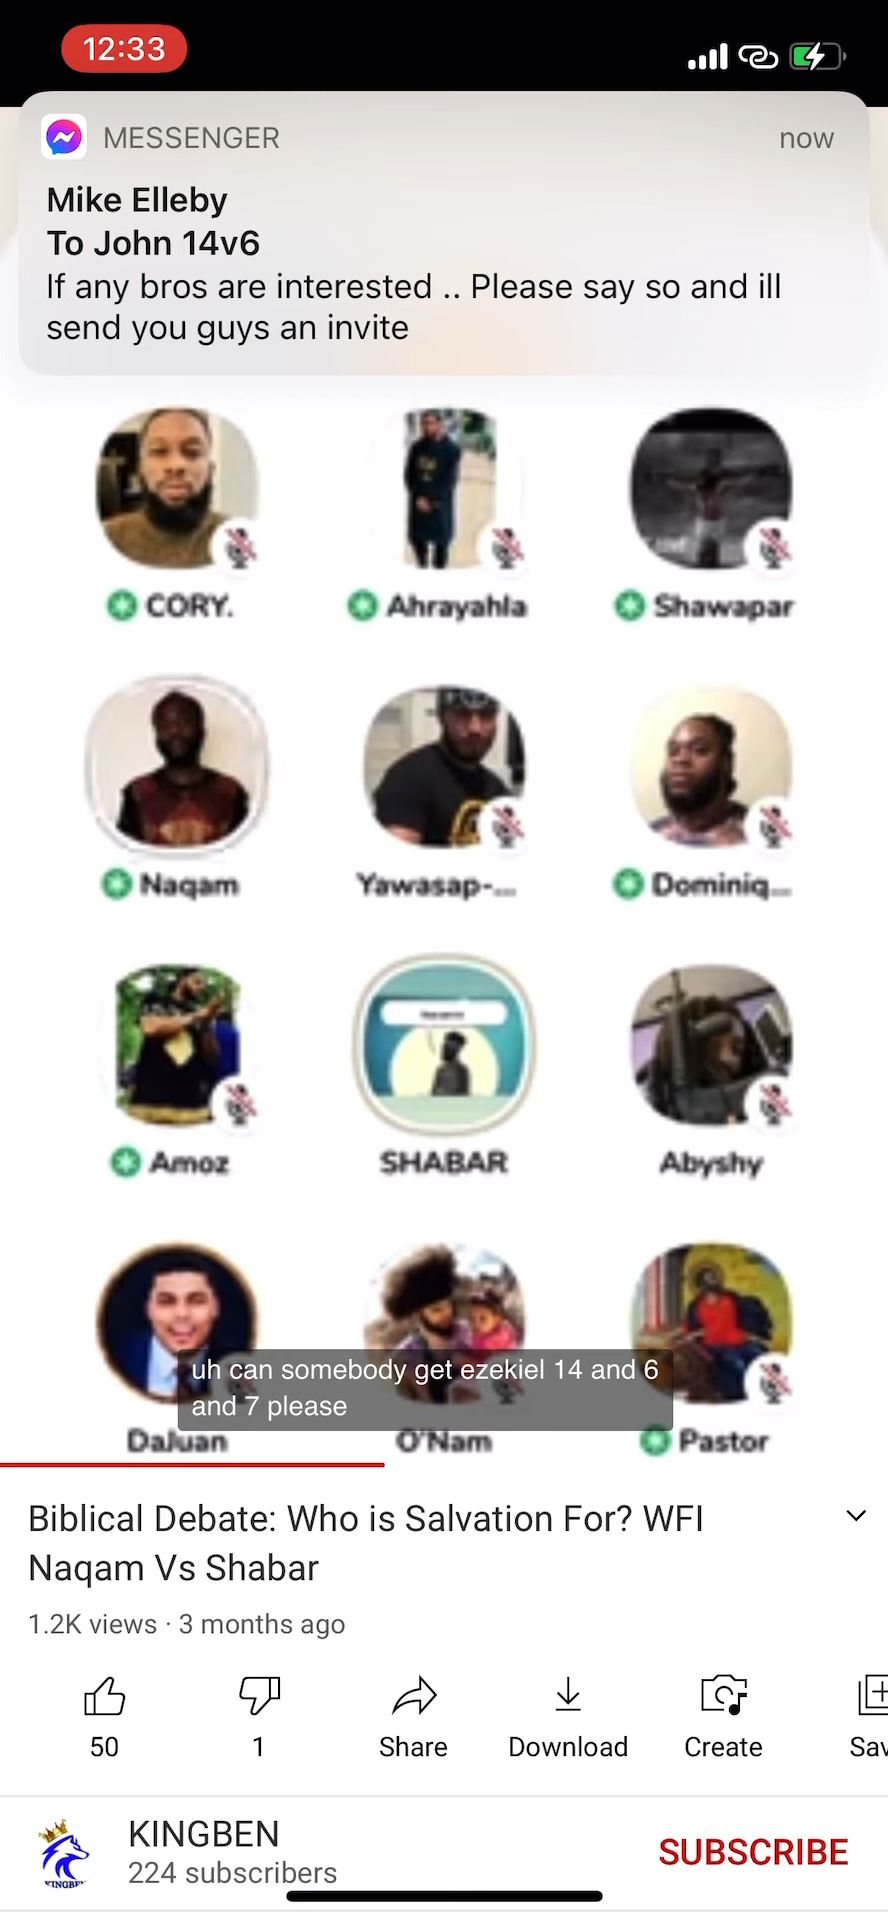 12:33
MESSENGER
now
Mike Elleby
To John 14v6
If any bros are interested .. Please say so and ill
send you guys an invite
CORY.
Ahrayahla
Shawapar
Naqam
Yawasap-...
Dominiq...
Amoz
SHABAR
Abyshy
uh can somebody get ezekiel 14 and 6
and 7 please
DaJuan
O'Nam
Pastor
Biblical Debate: Who is Salvation For? WFI
Naqam Vs Shabar
1.2K views · 3 months ago
50
1
Share
Download
Create
Sav
KINGBEN
224 subscribers
SUBSCRIBE